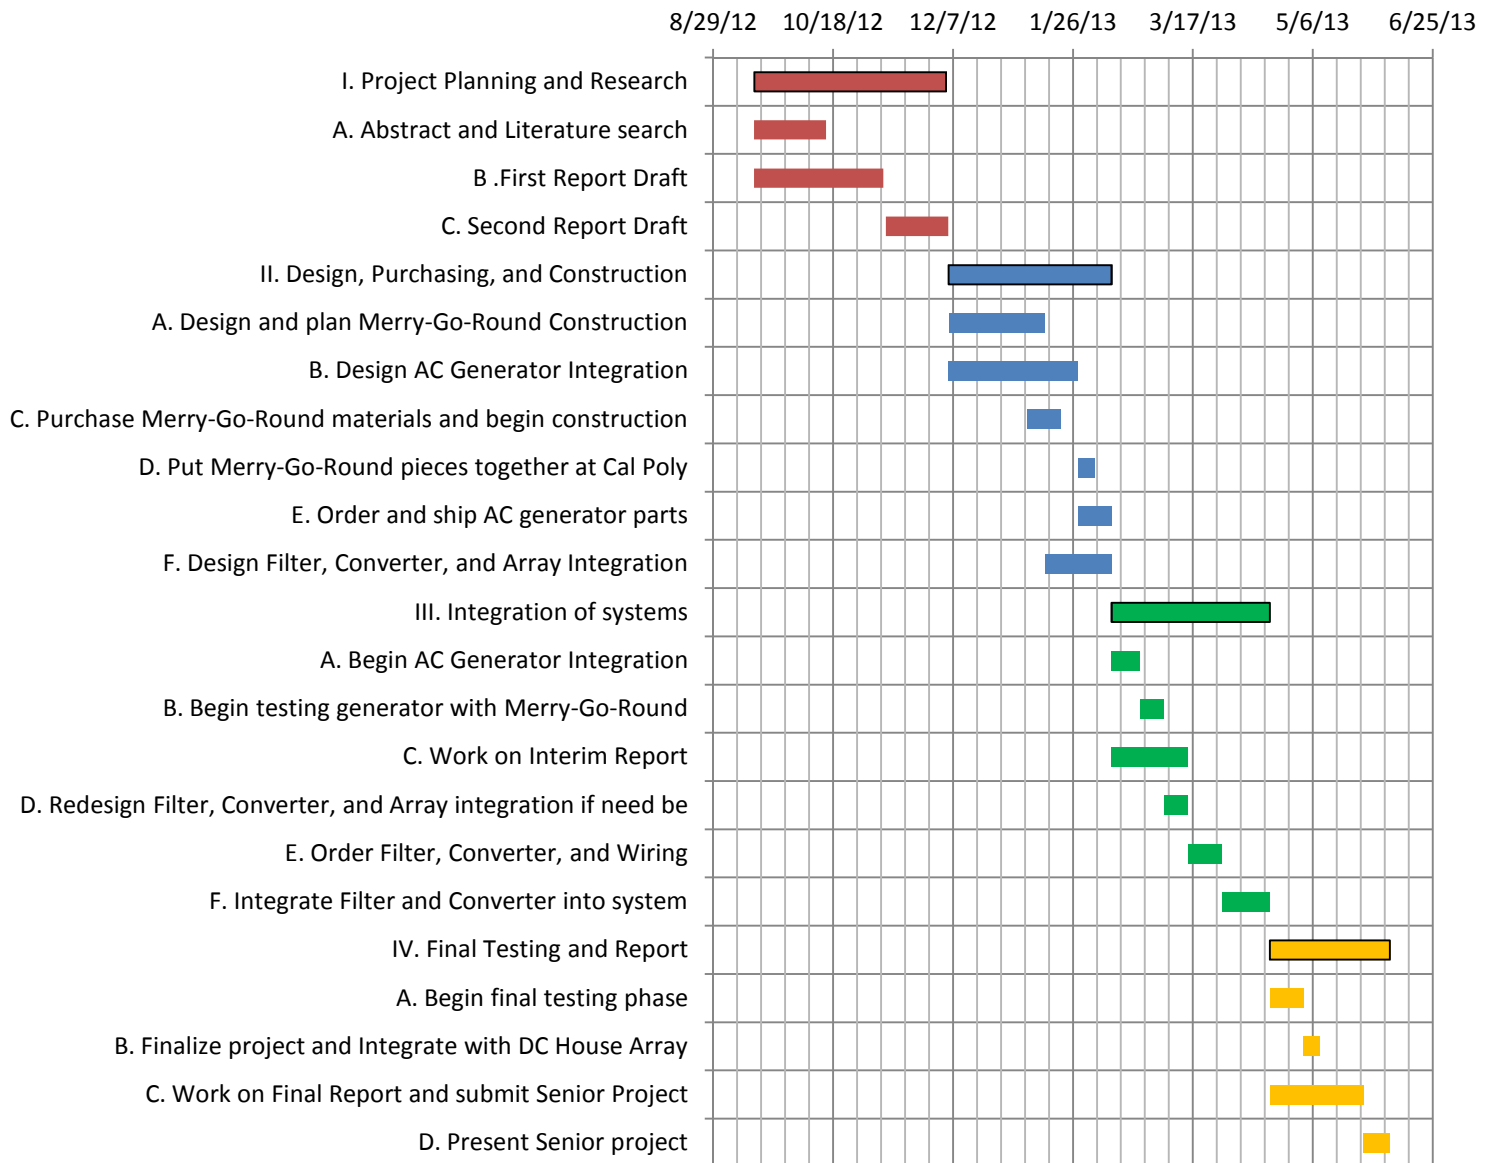 8/29/12 10/18/12 12/7/12 1/26/13 3/17/13 5/6/13 6/25/13
I. Project Planning and Research
A. Abstract and Literature search
B .First Report Draft
C. Second Report Draft
II. Design, Purchasing, and Construction
A. Design and plan Merry-Go-Round Construction
B. Design AC Generator Integration
C. Purchase Merry-Go-Round materials and begin construction
D. Put Merry-Go-Round pieces together at Cal Poly
E. Order and ship AC generator parts
F. Design Filter, Converter, and Array Integration
III. Integration of systems
A. Begin AC Generator Integration
B. Begin testing generator with Merry-Go-Round
C. Work on Interim Report
D. Redesign Filter, Converter, and Array integration if need be
E. Order Filter, Converter, and Wiring
F. Integrate Filter and Converter into system
IV. Final Testing and Report
A. Begin final testing phase
B. Finalize project and Integrate with DC House Array
C. Work on Final Report and submit Senior Project
D. Present Senior project